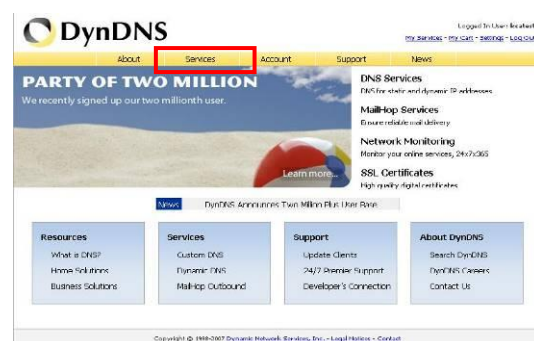 DynDNS
Logged In User:
My Services - My Cart - Settings - Log Out
About Services Account Support News
PARTY OF TWO MILLION
We recently signed up our two millionth user.
Learn more...
DNS Services
DNS for static and dynamic IP addresses
MailHop Services
Ensure reliable mail delivery
Network Monitoring
Monitor your online services, 24x7x365
SSL Certificates
High quality digital certificates
News DynDNS Announces Two Million Plus User Base
Resources
What is DNS?
Home Solutions
Business Solutions
Services
Custom DNS
Dynamic DNS
MailHop Outbound
Support
Update Clients
24/7 Premier Support
Developer's Connection
About DynDNS
Search DynDNS
DynDNS Careers
Contact Us
Copyright © 1998-2007 Dynamic Network Services, Inc. - Legal Notices - Contact